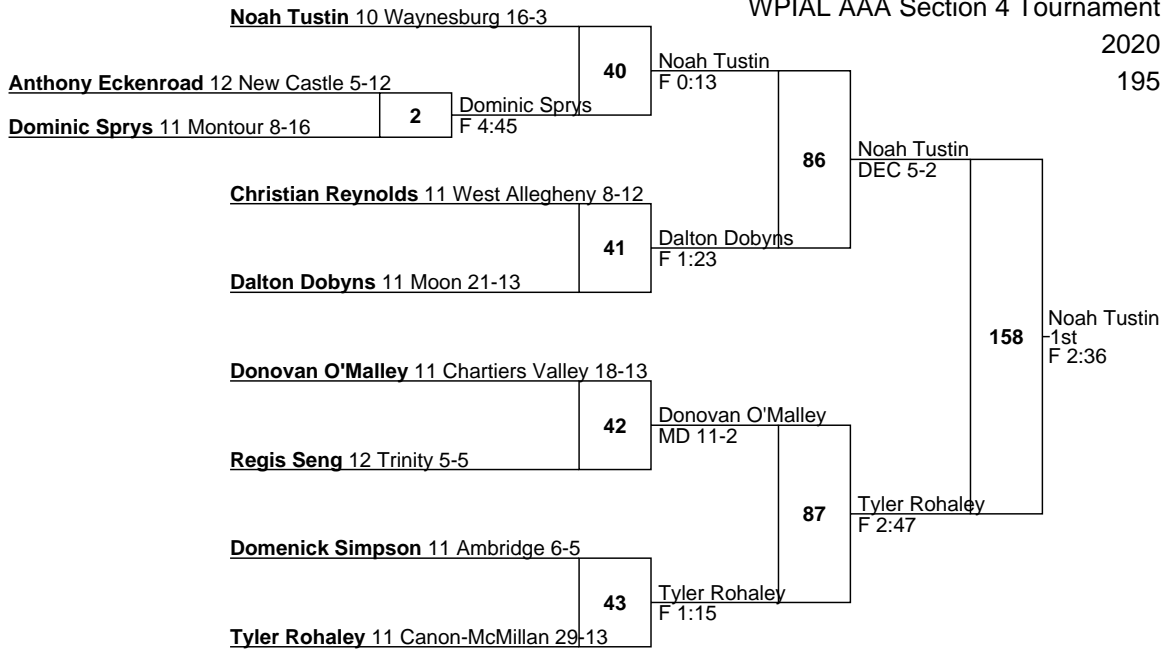 WPIAL AAA Section 4 Tournament
2020
195
Noah Tustin 10 Waynesburg 16-3
40
Noah Tustin
F 0:13
Anthony Eckenroad 12 New Castle 5-12
2
Dominic Sprys
F 4:45
Dominic Sprys 11 Montour 8-16
86
Noah Tustin
DEC 5-2
Christian Reynolds 11 West Allegheny 8-12
41
Dalton Dobyns
F 1:23
Dalton Dobyns 11 Moon 21-13
158
Noah Tustin
1st
F 2:36
Donovan O'Malley 11 Chartiers Valley 18-13
42
Donovan O'Malley
MD 11-2
Regis Seng 12 Trinity 5-5
87
Tyler Rohaley
F 2:47
Domenick Simpson 11 Ambridge 6-5
43
Tyler Rohaley
F 1:15
Tyler Rohaley 11 Canon-McMillan 29-13